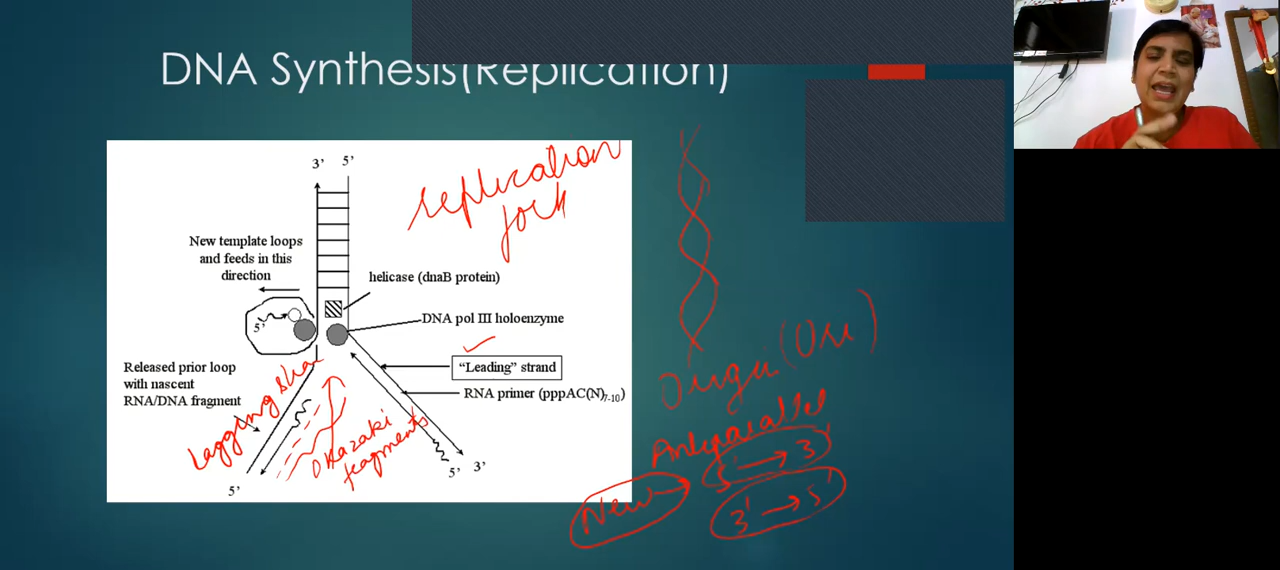 DNA Synthesis(Replication)
replication
fork
3' 5'
New template loops
and feeds in this
direction
helicase (dnaB protein)
5'
DNA pol III holoenzyme
"Leading" strand
Released prior loop
with nascent
RNA/DNA fragment
RNA primer (pppAC(N)7-10)
Lagging
Okazaki
fragments
5' 3'
5'
Origin (Ori)
Antiparallel
5' → 3'
New →
3' → 5'